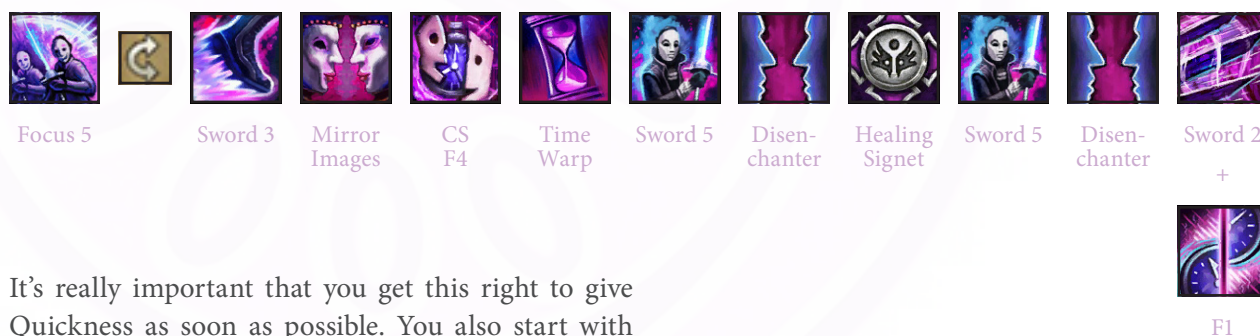 Focus 5
Sword 3
Mirror
Images
CS
F4
Time
Warp
Sword 5
Disen-
chanter
Healing
Signet
Sword 5
Disen-
chanter
Sword 2
+
F1
It's really important that you get this right to give
Quickness as soon as possible. You also start with